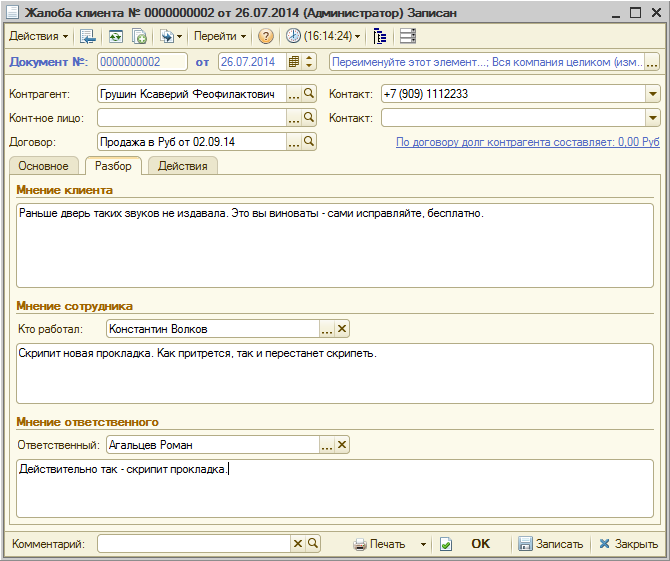 Жалоба клиента № 0000000002 от 26.07.2014 (Администратор) Записан
Действия Перейти (16:14:24)
Документ №: 0000000002 от 26.07.2014 Переименуйте этот элемент...; Вся компания целиком (изм...
Контрагент: Грушин Ксаверий Феофилактович ... Контакт: +7 (909) 1112233
Конт-ное лицо: ... Контакт:
Договор: Продажа в Руб от 02.09.14 ... По договору долг контрагента составляет: 0,00 Руб
Основное Разбор Действия
Мнение клиента
Раньше дверь таких звуков не издавала. Это вы виноваты - сами исправляйте, бесплатно.
Мнение сотрудника
Кто работал: Константин Волков ...
Скрипит новая прокладка. Как притрется, так и перестанет скрипеть.
Мнение ответственного
Ответственный: Агальцев Роман ...
Действительно так - скрипит прокладка.
Комментарий: Печать OK Записать Закрыть